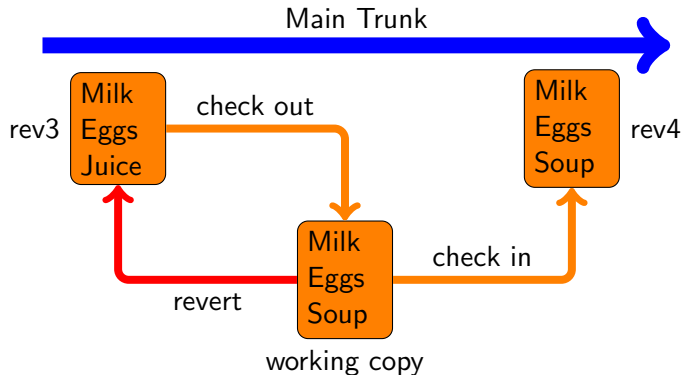 Main Trunk
rev3
Milk
Eggs
Juice
check out
Milk
Eggs
Soup
rev4
revert
Milk
Eggs
Soup
check in
working copy